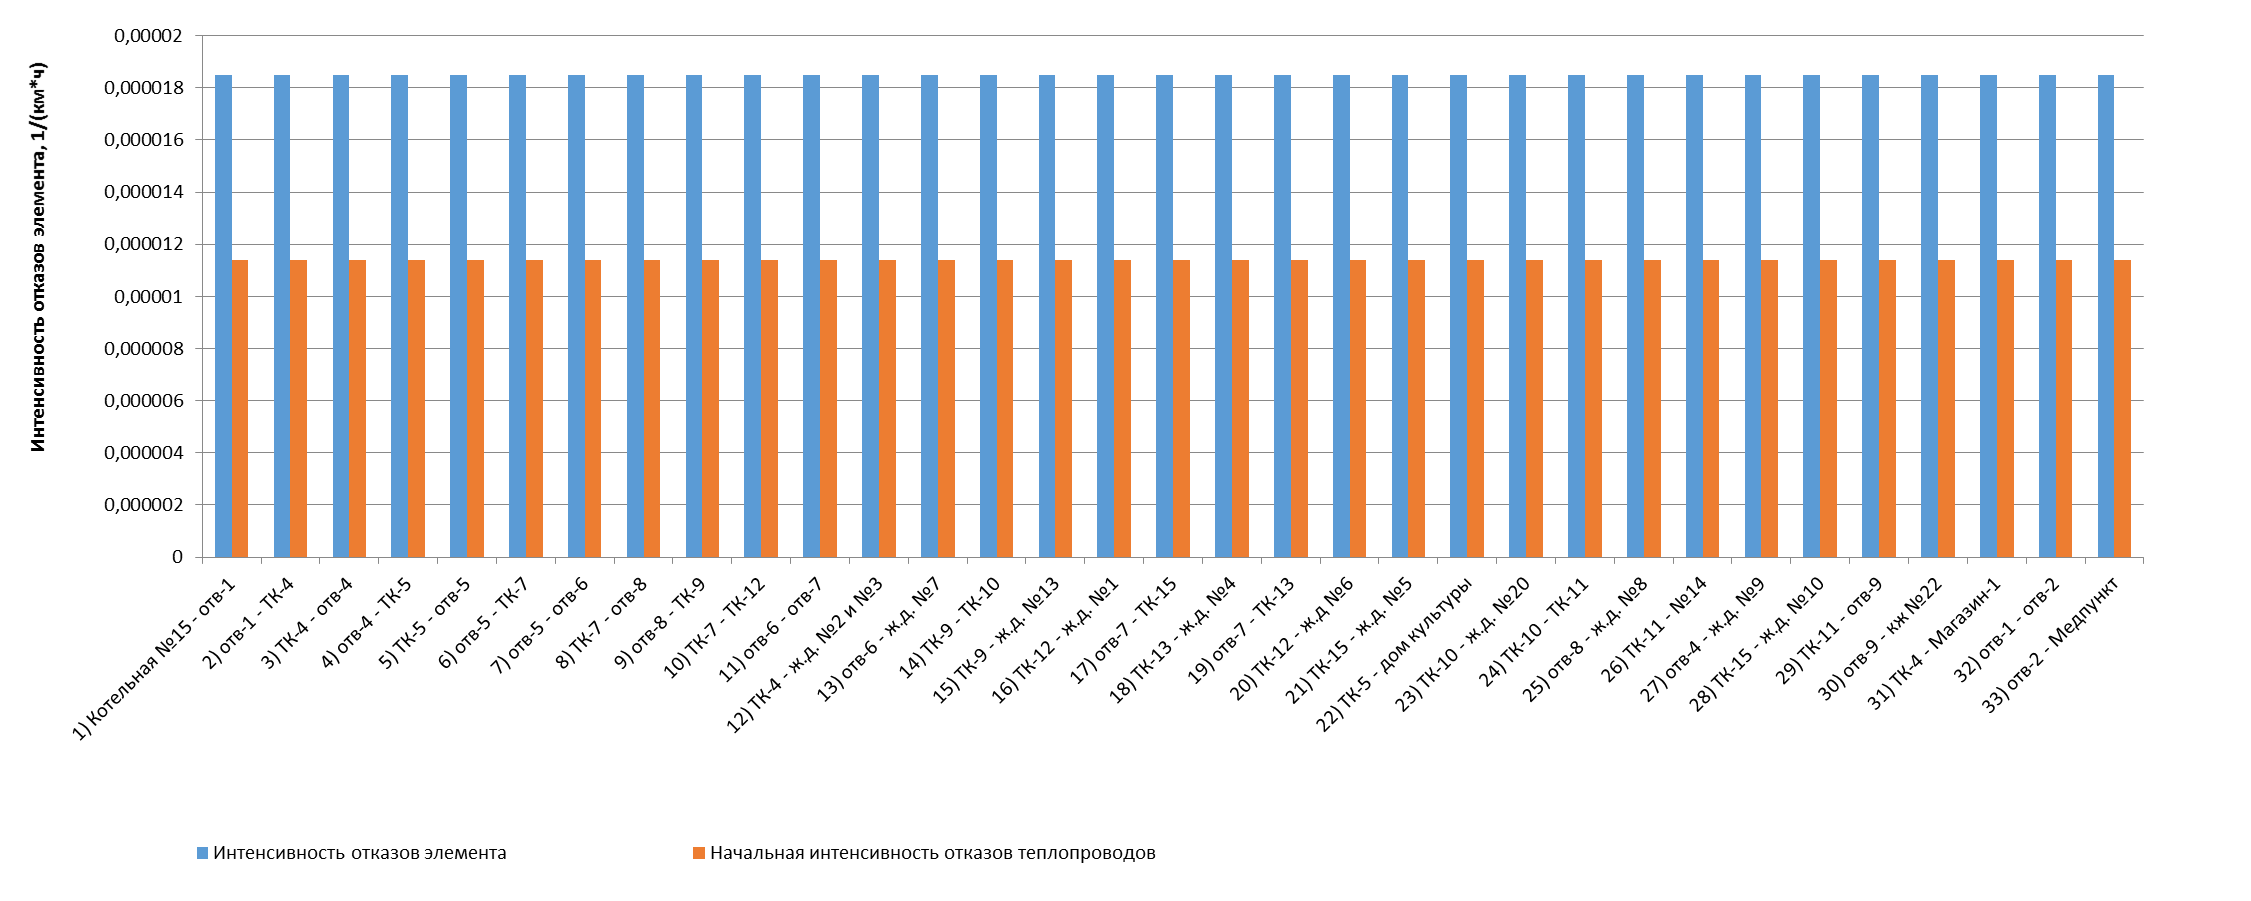 Интенсивность отказов элемента, 1/(км*ч)
0,00002
0,000018
0,000016
0,000014
0,000012
0,00001
0,000008
0,000006
0,000004
0,000002
0
1) Котельная №15 - отв-1
2) отв-1 - ТК-4
3) ТК-4 - отв-4
4) отв-4 - ТК-5
5) ТК-5 - отв-5
6) отв-5 - ТК-7
7) отв-5 - отв-6
8) ТК-7 - отв-8
9) отв-8 - ТК-9
10) ТК-7 - ТК-12
11) отв-6 - отв-7
12) ТК-4 - ж.д. №2 и №3
13) отв-6 - ж.д. №7
14) ТК-9 - ТК-10
15) ТК-9 - ж.д. №13
16) ТК-12 - ж.д. №1
17) отв-7 - ТК-15
18) ТК-13 - ж.д. №4
19) отв-7 - ТК-13
20) ТК-12 - ж.д №6
21) ТК-15 - ж.д. №5
22) ТК-5 - дом культуры
23) ТК-10 - ж.д. №20
24) ТК-10 - ТК-11
25) отв-8 - ж.д. №8
26) ТК-11 - №14
27) отв-4 - ж.д. №9
28) ТК-15 - ж.д. №10
29) ТК-11 - отв-9
30) отв-9 - кж №22
31) ТК-4 - Магазин-1
32) отв-1 - отв-2
33) отв-2 - Медпункт
Интенсивность отказов элемента
Начальная интенсивность отказов теплопроводов